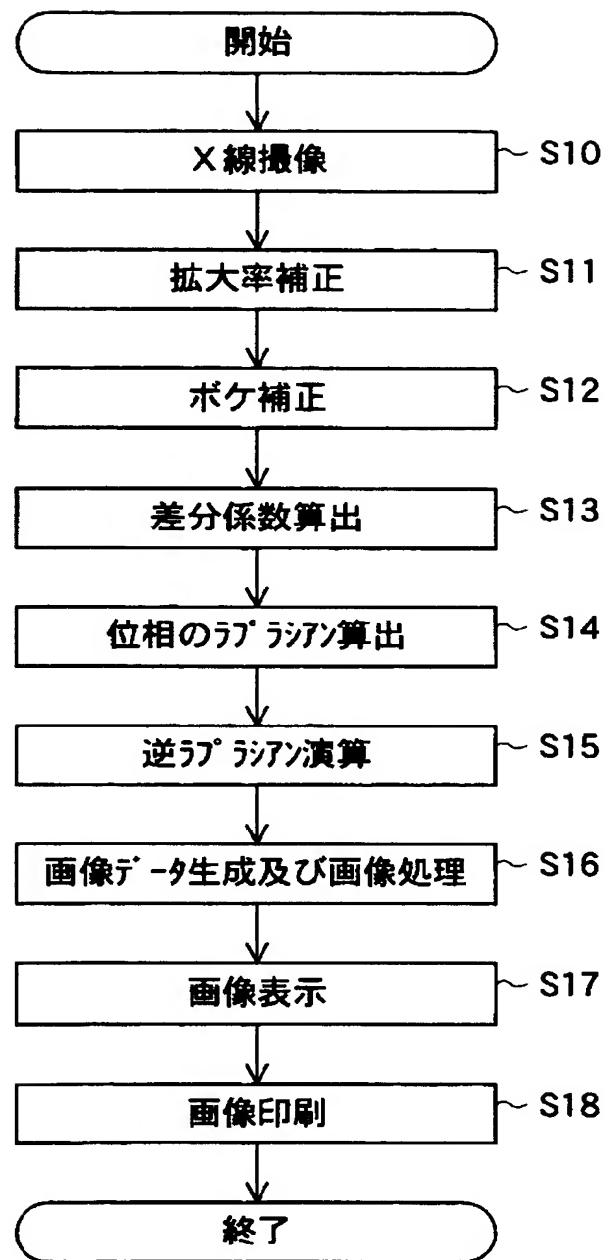 開始
X線撮像 S10
拡大率補正 S11
ボケ補正 S12
差分係数算出 S13
位相のﾗﾌﾟﾗｼｱﾝ算出 S14
逆ﾗﾌﾟﾗｼｱﾝ演算 S15
画像ﾃﾞｰﾀ生成及び画像処理 S16
画像表示 S17
画像印刷 S18
終了